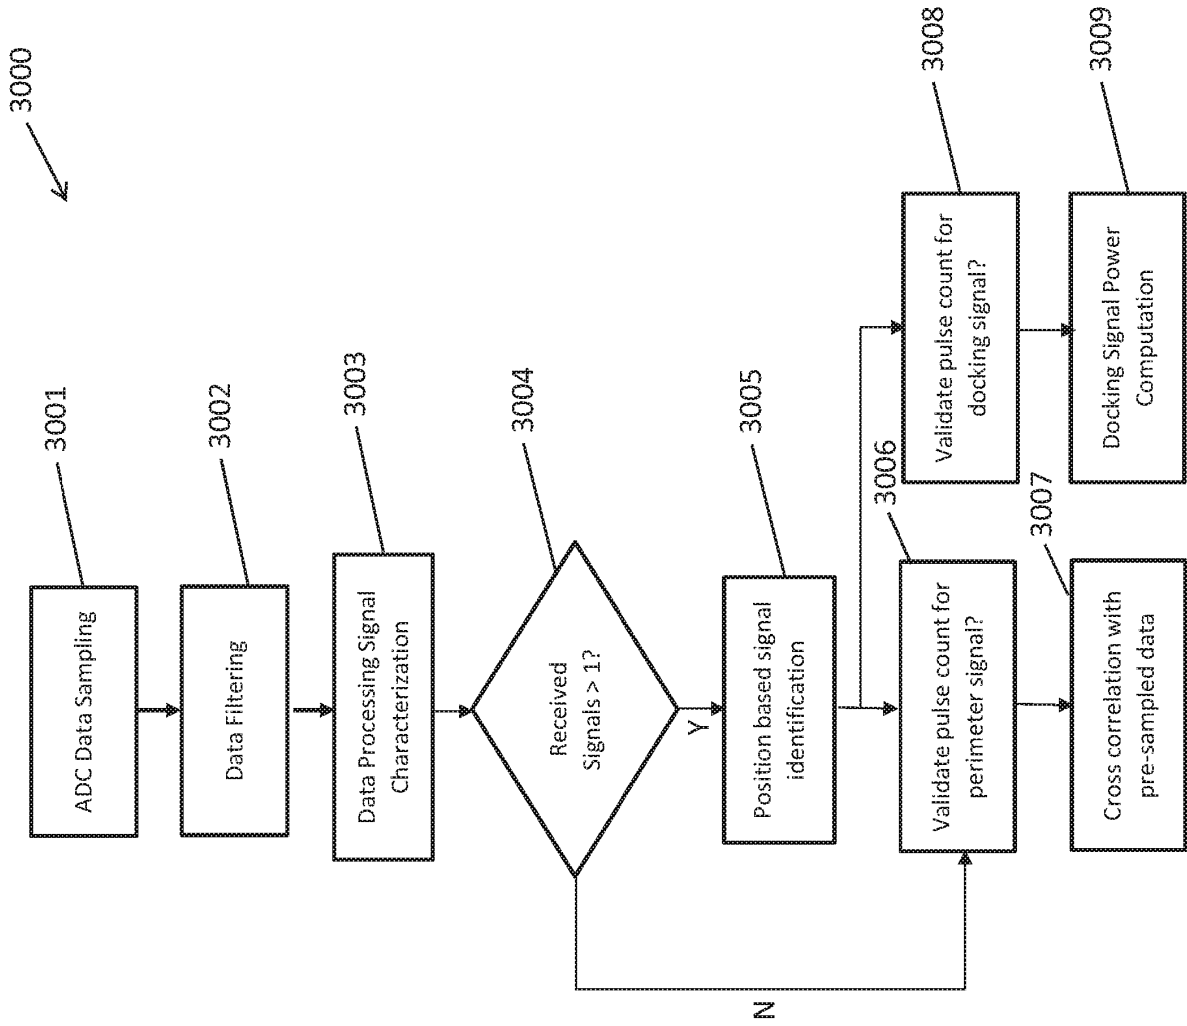 3000
ADC Data Sampling
3001
Data Filtering
3002
Data Processing Signal
Characterization
3003
Received
Signals > 1?
3004
Y
N
Position based signal
identification
3005
Validate pulse count for
perimeter signal?
3006
Cross correlation with
pre-sampled data
3007
Validate pulse count for
docking signal?
3008
Docking Signal Power
Computation
3009